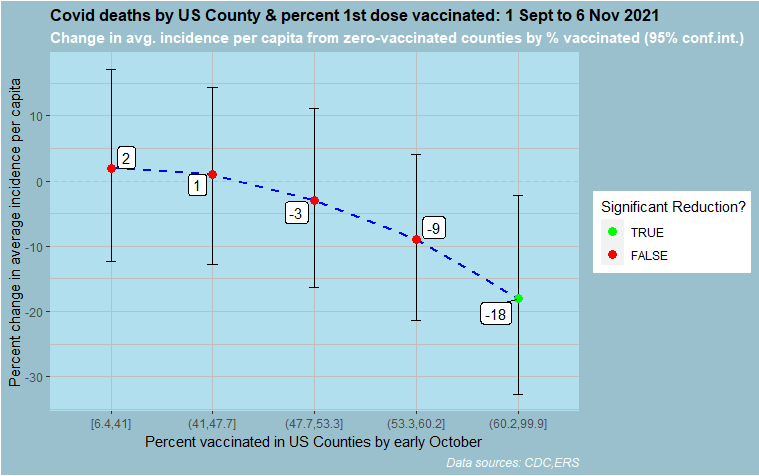 Covid deaths by US County & percent 1st dose vaccinated: 1 Sept to 6 Nov 2021
Change in avg. incidence per capita from zero-vaccinated counties by % vaccinated (95% conf.int.)
Percent change in average incidence per capita
10
0
-10
-20
-30
2
1
-3
-9
-18
Significant Reduction?
TRUE
FALSE
[6.4,41]
(41,47.7]
(47.7,53.3]
(53.3,60.2]
(60.2,99.9]
Percent vaccinated in US Counties by early October
Data sources: CDC,ERS